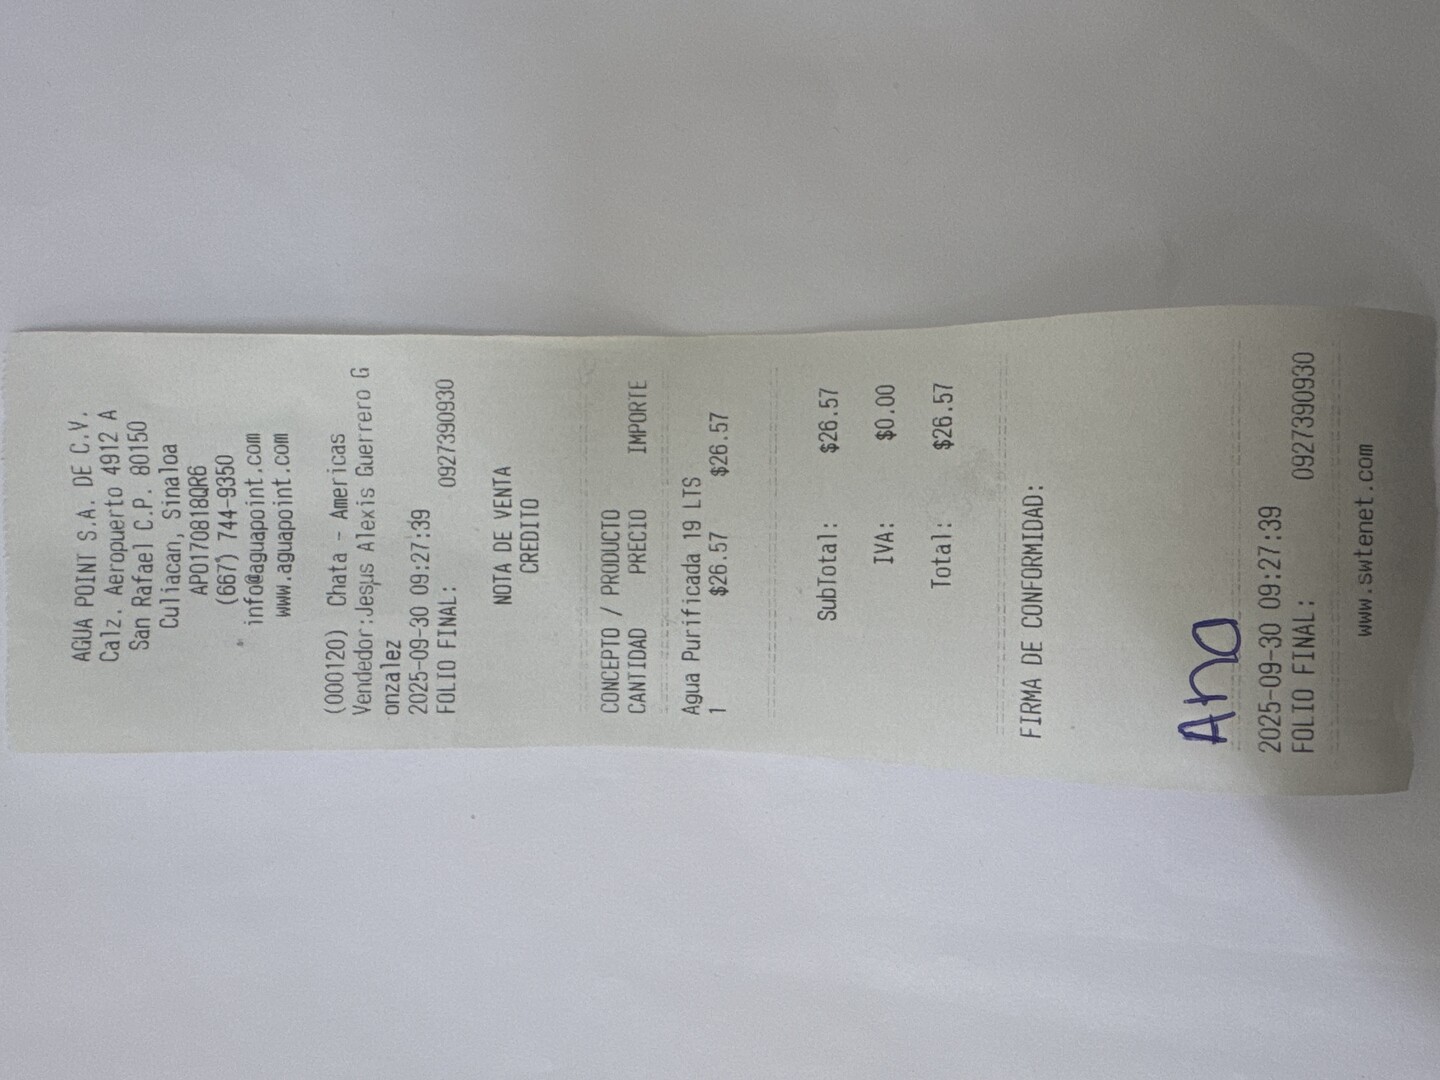 AGUA POINT S.A. DE C.V.
Calz. Aeropuerto 4912 A
San Rafael C.P. 80150
Culiacan, Sinaloa
APO170818QR6
(667) 744-9350
info@aguapoint.com
www.aguapoint.com
(000120) Chata - Americas
Vendedor:Jesus Alexis Guerrero G
onzalez
2025-09-30 09:27:39
FOLIO FINAL: 0927390930
NOTA DE VENTA
CREDITO
CONCEPTO / PRODUCTO
CANTIDAD PRECIO IMPORTE
Agua Purificada 19 LTS
1 $26.57 $26.57
SubTotal: $26.57
IVA: $0.00
Total: $26.57
FIRMA DE CONFORMIDAD:
Ana
2025-09-30 09:27:39
FOLIO FINAL: 0927390930
www.swtenet.com